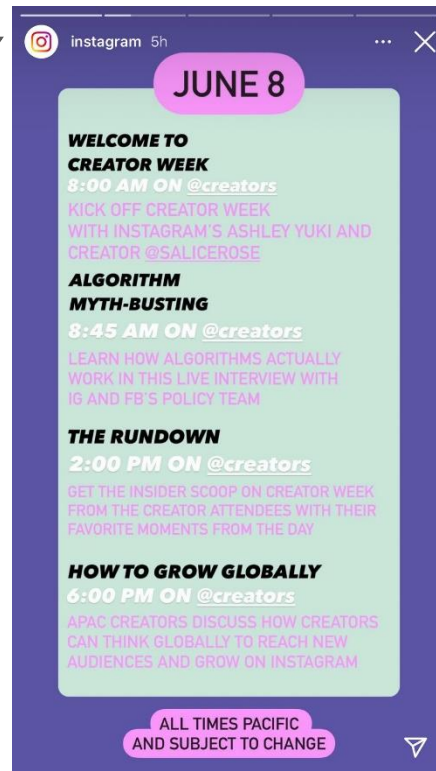 instagram 5h
JUNE 8
WELCOME TO
CREATOR WEEK
8:00 AM ON @creators
KICK OFF CREATOR WEEK
WITH INSTAGRAM'S ASHLEY YUKI AND
CREATOR @SALICEROSE
ALGORITHM
MYTH-BUSTING
8:45 AM ON @creators
LEARN HOW ALGORITHMS ACTUALLY
WORK IN THIS LIVE INTERVIEW WITH
IG AND FB'S POLICY TEAM
THE RUNDOWN
2:00 PM ON @creators
GET THE INSIDER SCOOP ON CREATOR WEEK
FROM THE CREATOR ATTENDEES WITH THEIR
FAVORITE MOMENTS FROM THE DAY
HOW TO GROW GLOBALLY
6:00 PM ON @creators
APAC CREATORS DISCUSS HOW CREATORS
CAN THINK GLOBALLY TO REACH NEW
AUDIENCES AND GROW ON INSTAGRAM
ALL TIMES PACIFIC
AND SUBJECT TO CHANGE